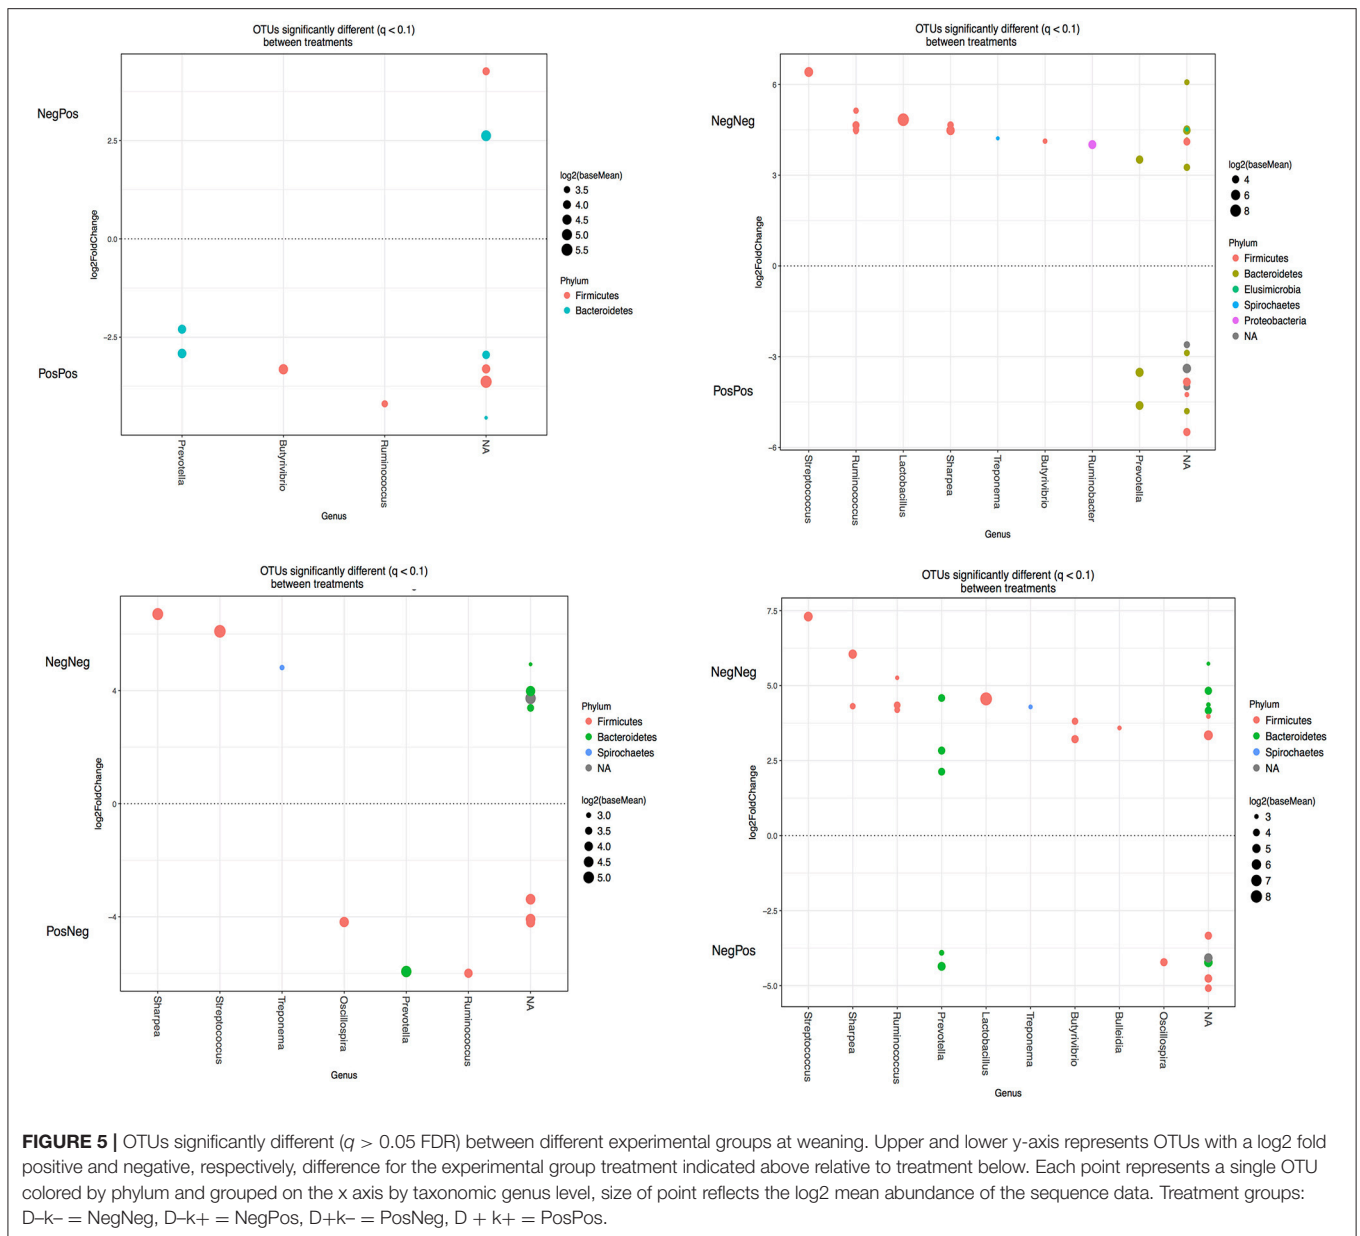 OTUs significantly different (q < 0.1)
between treatments
NegPos
PosPos
log2FoldChange
2.5
0.0
−2.5
Prevotella
Butyrivibrio
Ruminococcus
NA
Genus
log2(baseMean)
3.5
4.0
4.5
5.0
5.5
Phylum
Firmicutes
Bacteroidetes
OTUs significantly different (q < 0.1)
between treatments
NegNeg
PosPos
log2FoldChange
6
3
0
−3
−6
Streptococcus
Ruminococcus
Lactobacillus
Sharpea
Treponema
Butyrivibrio
Ruminobacter
Prevotella
NA
Genus
log2(baseMean)
4
6
8
Phylum
Firmicutes
Bacteroidetes
Elusimicrobia
Spirochaetes
Proteobacteria
NA
OTUs significantly different (q < 0.1)
between treatments
NegNeg
PosNeg
log2FoldChange
4
0
−4
Sharpea
Streptococcus
Treponema
Oscillospira
Prevotella
Ruminococcus
NA
Genus
Phylum
Firmicutes
Bacteroidetes
Spirochaetes
NA
log2(baseMean)
3.0
3.5
4.0
4.5
5.0
OTUs significantly different (q < 0.1)
between treatments
NegNeg
NegPos
log2FoldChange
7.5
5.0
2.5
0.0
−2.5
−5.0
Streptococcus
Sharpea
Ruminococcus
Prevotella
Lactobacillus
Treponema
Butyrivibrio
Bulleidia
Oscillospira
NA
Genus
Phylum
Firmicutes
Bacteroidetes
Spirochaetes
NA
log2(baseMean)
3
4
5
6
7
8
FIGURE 5 | OTUs significantly different (q > 0.05 FDR) between different experimental groups at weaning. Upper and lower y-axis represents OTUs with a log2 fold
positive and negative, respectively, difference for the experimental group treatment indicated above relative to treatment below. Each point represents a single OTU
colored by phylum and grouped on the x axis by taxonomic genus level, size of point reflects the log2 mean abundance of the sequence data. Treatment groups:
D–k– = NegNeg, D–k+ = NegPos, D+k– = PosNeg, D + k+ = PosPos.